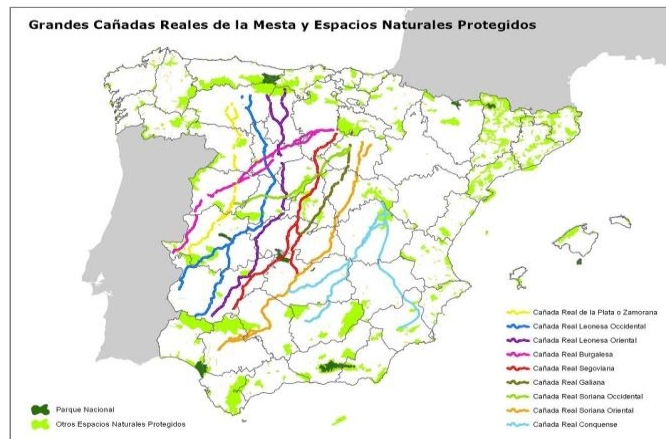 Grandes Cañadas Reales de la Mesta y Espacios Naturales Protegidos
Cañada Real de la Plata o Zamorana
Cañada Real Leonesa Occidental
Cañada Real Leonesa Oriental
Cañada Real Burgalesa
Cañada Real Segoviana
Cañada Real Galiana
Cañada Real Soriana Occidental
Cañada Real Soriana Oriental
Cañada Real Conquense
Parque Nacional
Otros Espacios Naturales Protegidos